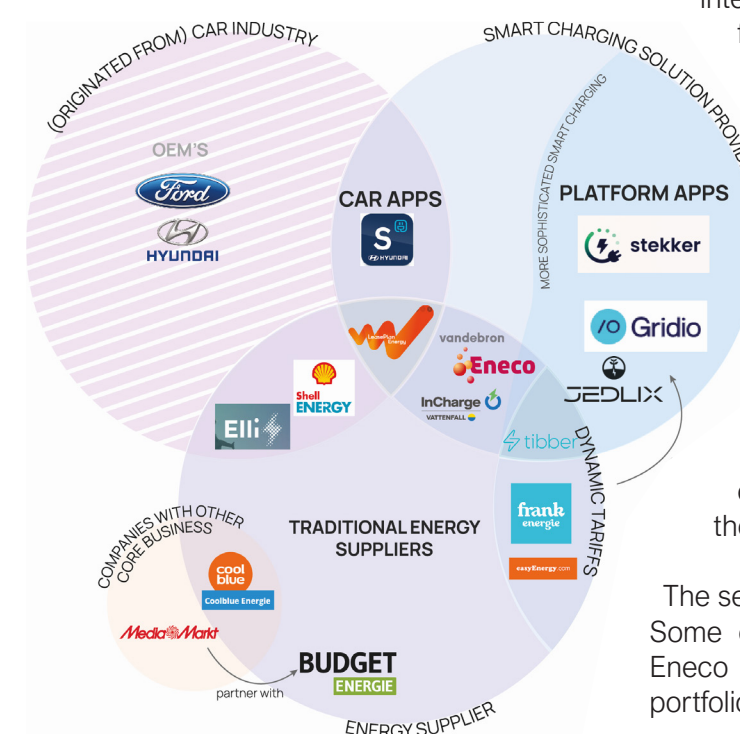 (ORIGINATED FROM) CAR INDUSTRY
SMART CHARGING SOLUTION PROVI
MORE SOPHISTICATED SMART CHARGING
OEM'S
Ford
HYUNDAI
CAR APPS
S
HYUNDAI
PLATFORM APPS
stekker
Gridio
JEDLIX
LeasePlan
Energy
vandebron
Eneco
InCharge
VATTENFALL
Shell
ENERGY
Elli
tibber
DYNAMIC TARIFFS
frank
energie
easyEnergy.com
TRADITIONAL ENERGY
SUPPLIERS
COMPANIES WITH OTHER
CORE BUSINESS
cool
blue
Coolblue Energie
MediaMarkt
partner with
BUDGET
ENERGIE
ENERGY SUPPLIER
the
The se
Some
Eneco
portfolio